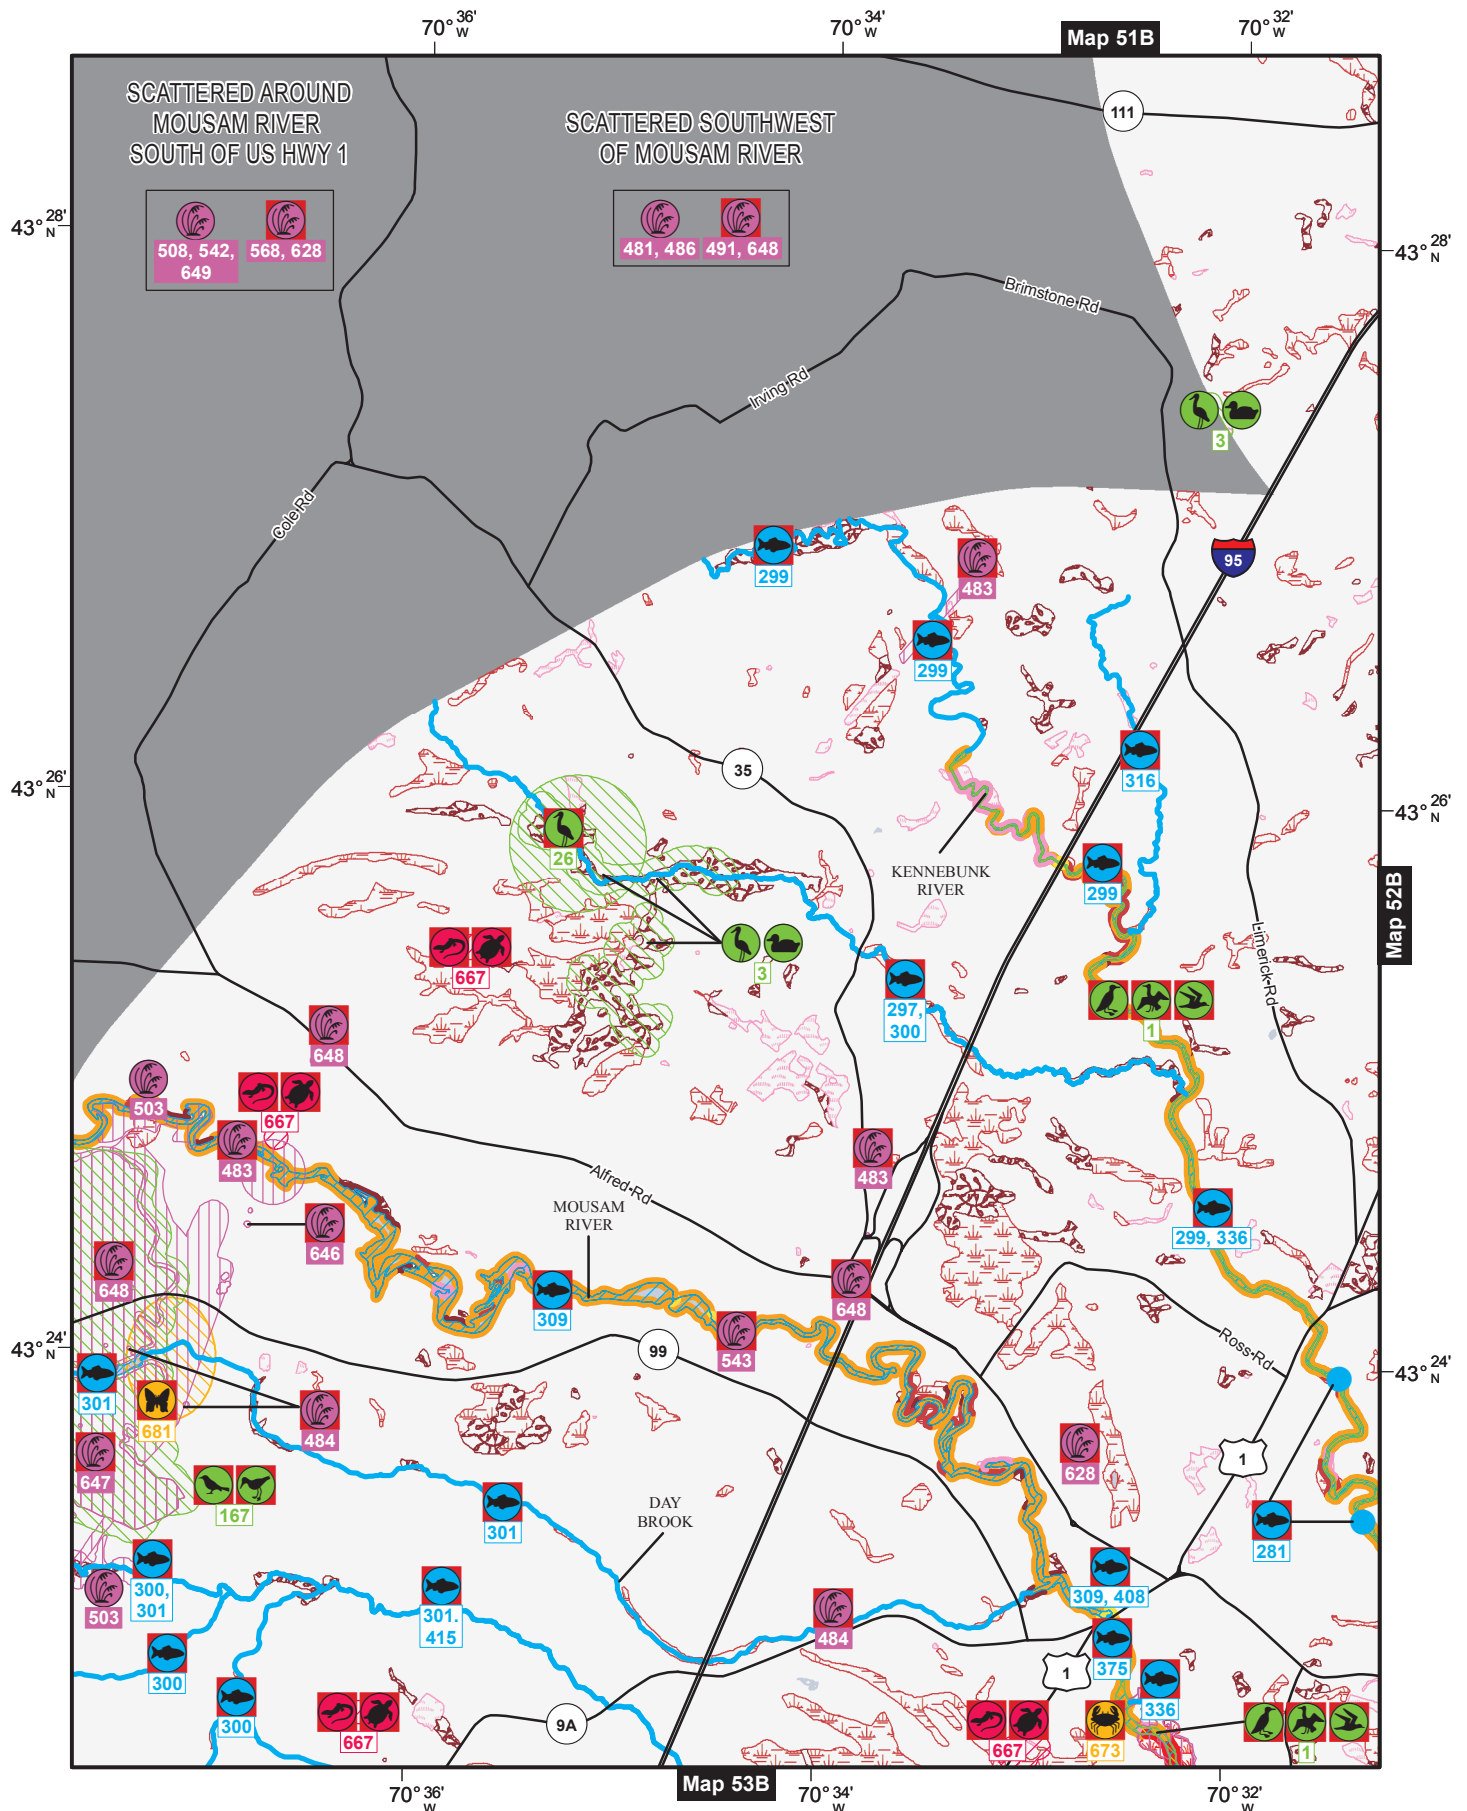 70° 36' W
70° 34' W
70° 32' W
Map 51B
SCATTERED AROUND
MOUSAM RIVER
SOUTH OF US HWY 1
508, 542,
649
568, 628
SCATTERED SOUTHWEST
OF MOUSAM RIVER
481, 486
491, 648
111
43° 28' N
43° 28' N
Brimstone Rd
Irving Rd
3
Cole Rd
299
483
95
299
35
316
43° 26' N
43° 26' N
26
KENNEBUNK
RIVER
299
Map 52B
Limerick Rd
667
3
297,
300
1
648
503
667
483
483
Alfred Rd
MOUSAM
RIVER
646
299, 336
648
309
648
543
99
Ross Rd
43° 24' N
43° 24' N
301
681
484
647
628
1
167
301
DAY
BROOK
281
300,
301
503
301.
415
309, 408
484
375
300
1
336
300
667
9A
667
673
1
70° 36' W
Map 53B
70° 34' W
70° 32' W